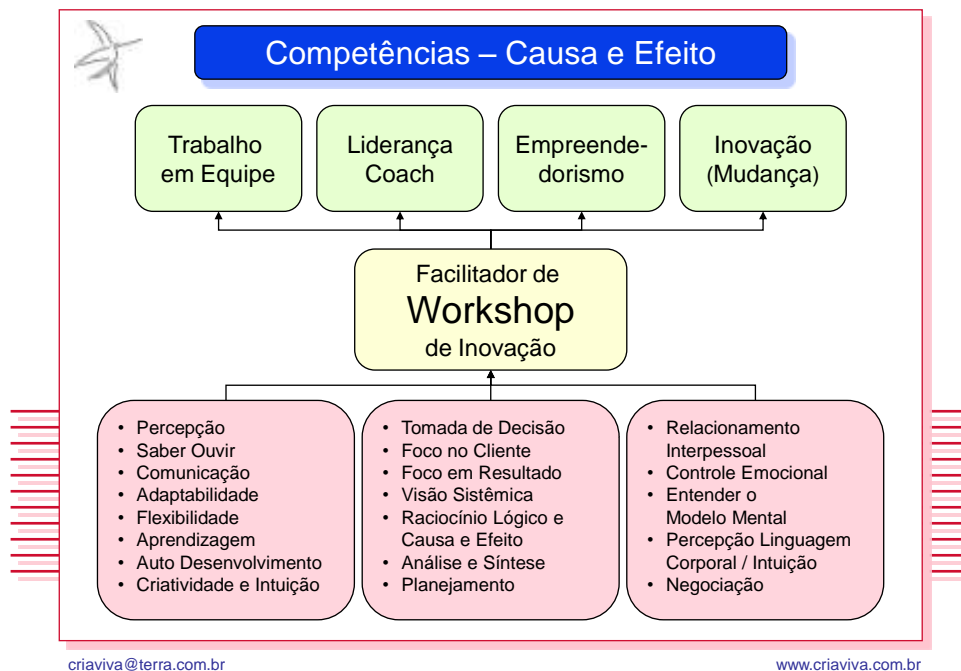 Competências – Causa e Efeito
Trabalho
em Equipe
Liderança
Coach
Empreende-
dorismo
Inovação
(Mudança)
Facilitador de
Workshop
de Inovação
• Percepção
• Saber Ouvir
• Comunicação
• Adaptabilidade
• Flexibilidade
• Aprendizagem
• Auto Desenvolvimento
• Criatividade e Intuição
• Tomada de Decisão
• Foco no Cliente
• Foco em Resultado
• Visão Sistêmica
• Raciocínio Lógico e
Causa e Efeito
• Análise e Síntese
• Planejamento
• Relacionamento
Interpessoal
• Controle Emocional
• Entender o
Modelo Mental
• Percepção Linguagem
Corporal / Intuição
• Negociação
criaviva@terra.com.br
www.criaviva.com.br